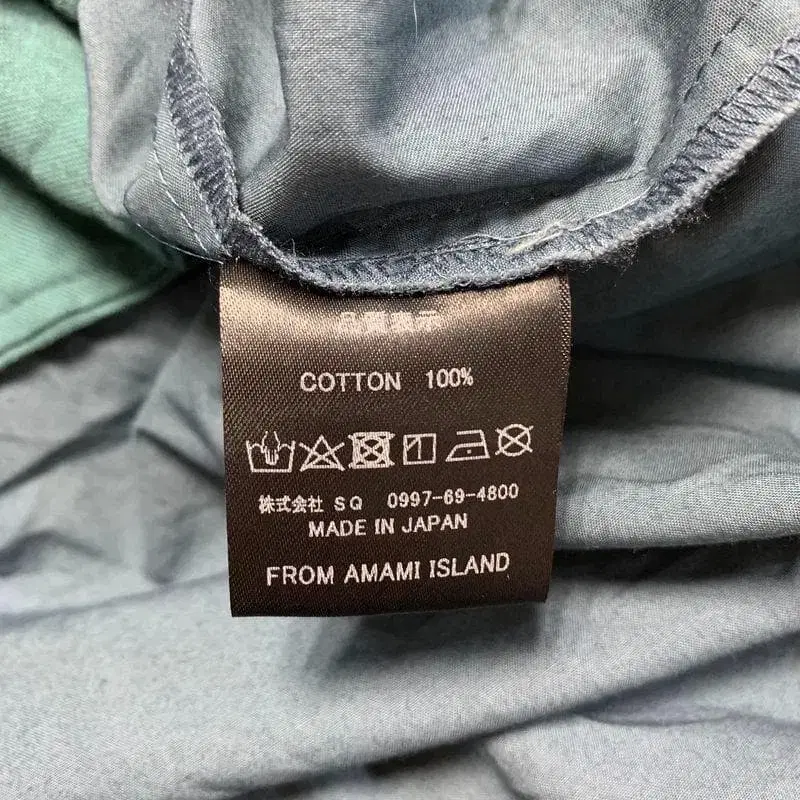 品質表示
COTTON 100%
株式会社 SQ 0997-69-4800
MADE IN JAPAN
FROM AMAMI ISLAND